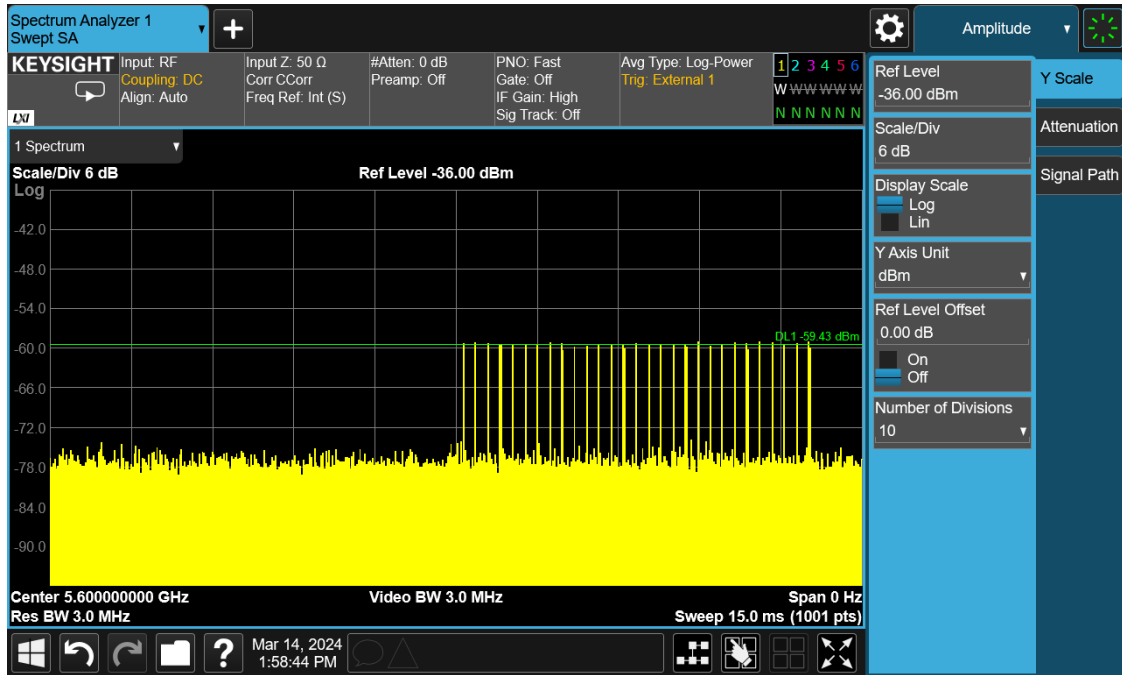 Spectrum Analyzer 1
Swept SA
Amplitude
KEYSIGHT
LXI
Input: RF
Coupling: DC
Align: Auto
Input Z: 50 Ω
Corr CCorr
Freq Ref: Int (S)
#Atten: 0 dB
Preamp: Off
PNO: Fast
Gate: Off
IF Gain: High
Sig Track: Off
Avg Type: Log-Power
Trig: External 1
1 2 3 4 5 6
W W W W W W
N N N N N N
1 Spectrum
Scale/Div 6 dB
Ref Level -36.00 dBm
Log
-42.0
-48.0
-54.0
-60.0
-66.0
-72.0
-78.0
-84.0
-90.0
DL1 -59.43 dBm
Center 5.600000000 GHz
Video BW 3.0 MHz
Span 0 Hz
Res BW 3.0 MHz
Sweep 15.0 ms (1001 pts)
Ref Level
-36.00 dBm
Scale/Div
6 dB
Display Scale
Log
Lin
Y Axis Unit
dBm
Ref Level Offset
0.00 dB
On
Off
Number of Divisions
10
Y Scale
Attenuation
Signal Path
?
Mar 14, 2024
1:58:44 PM